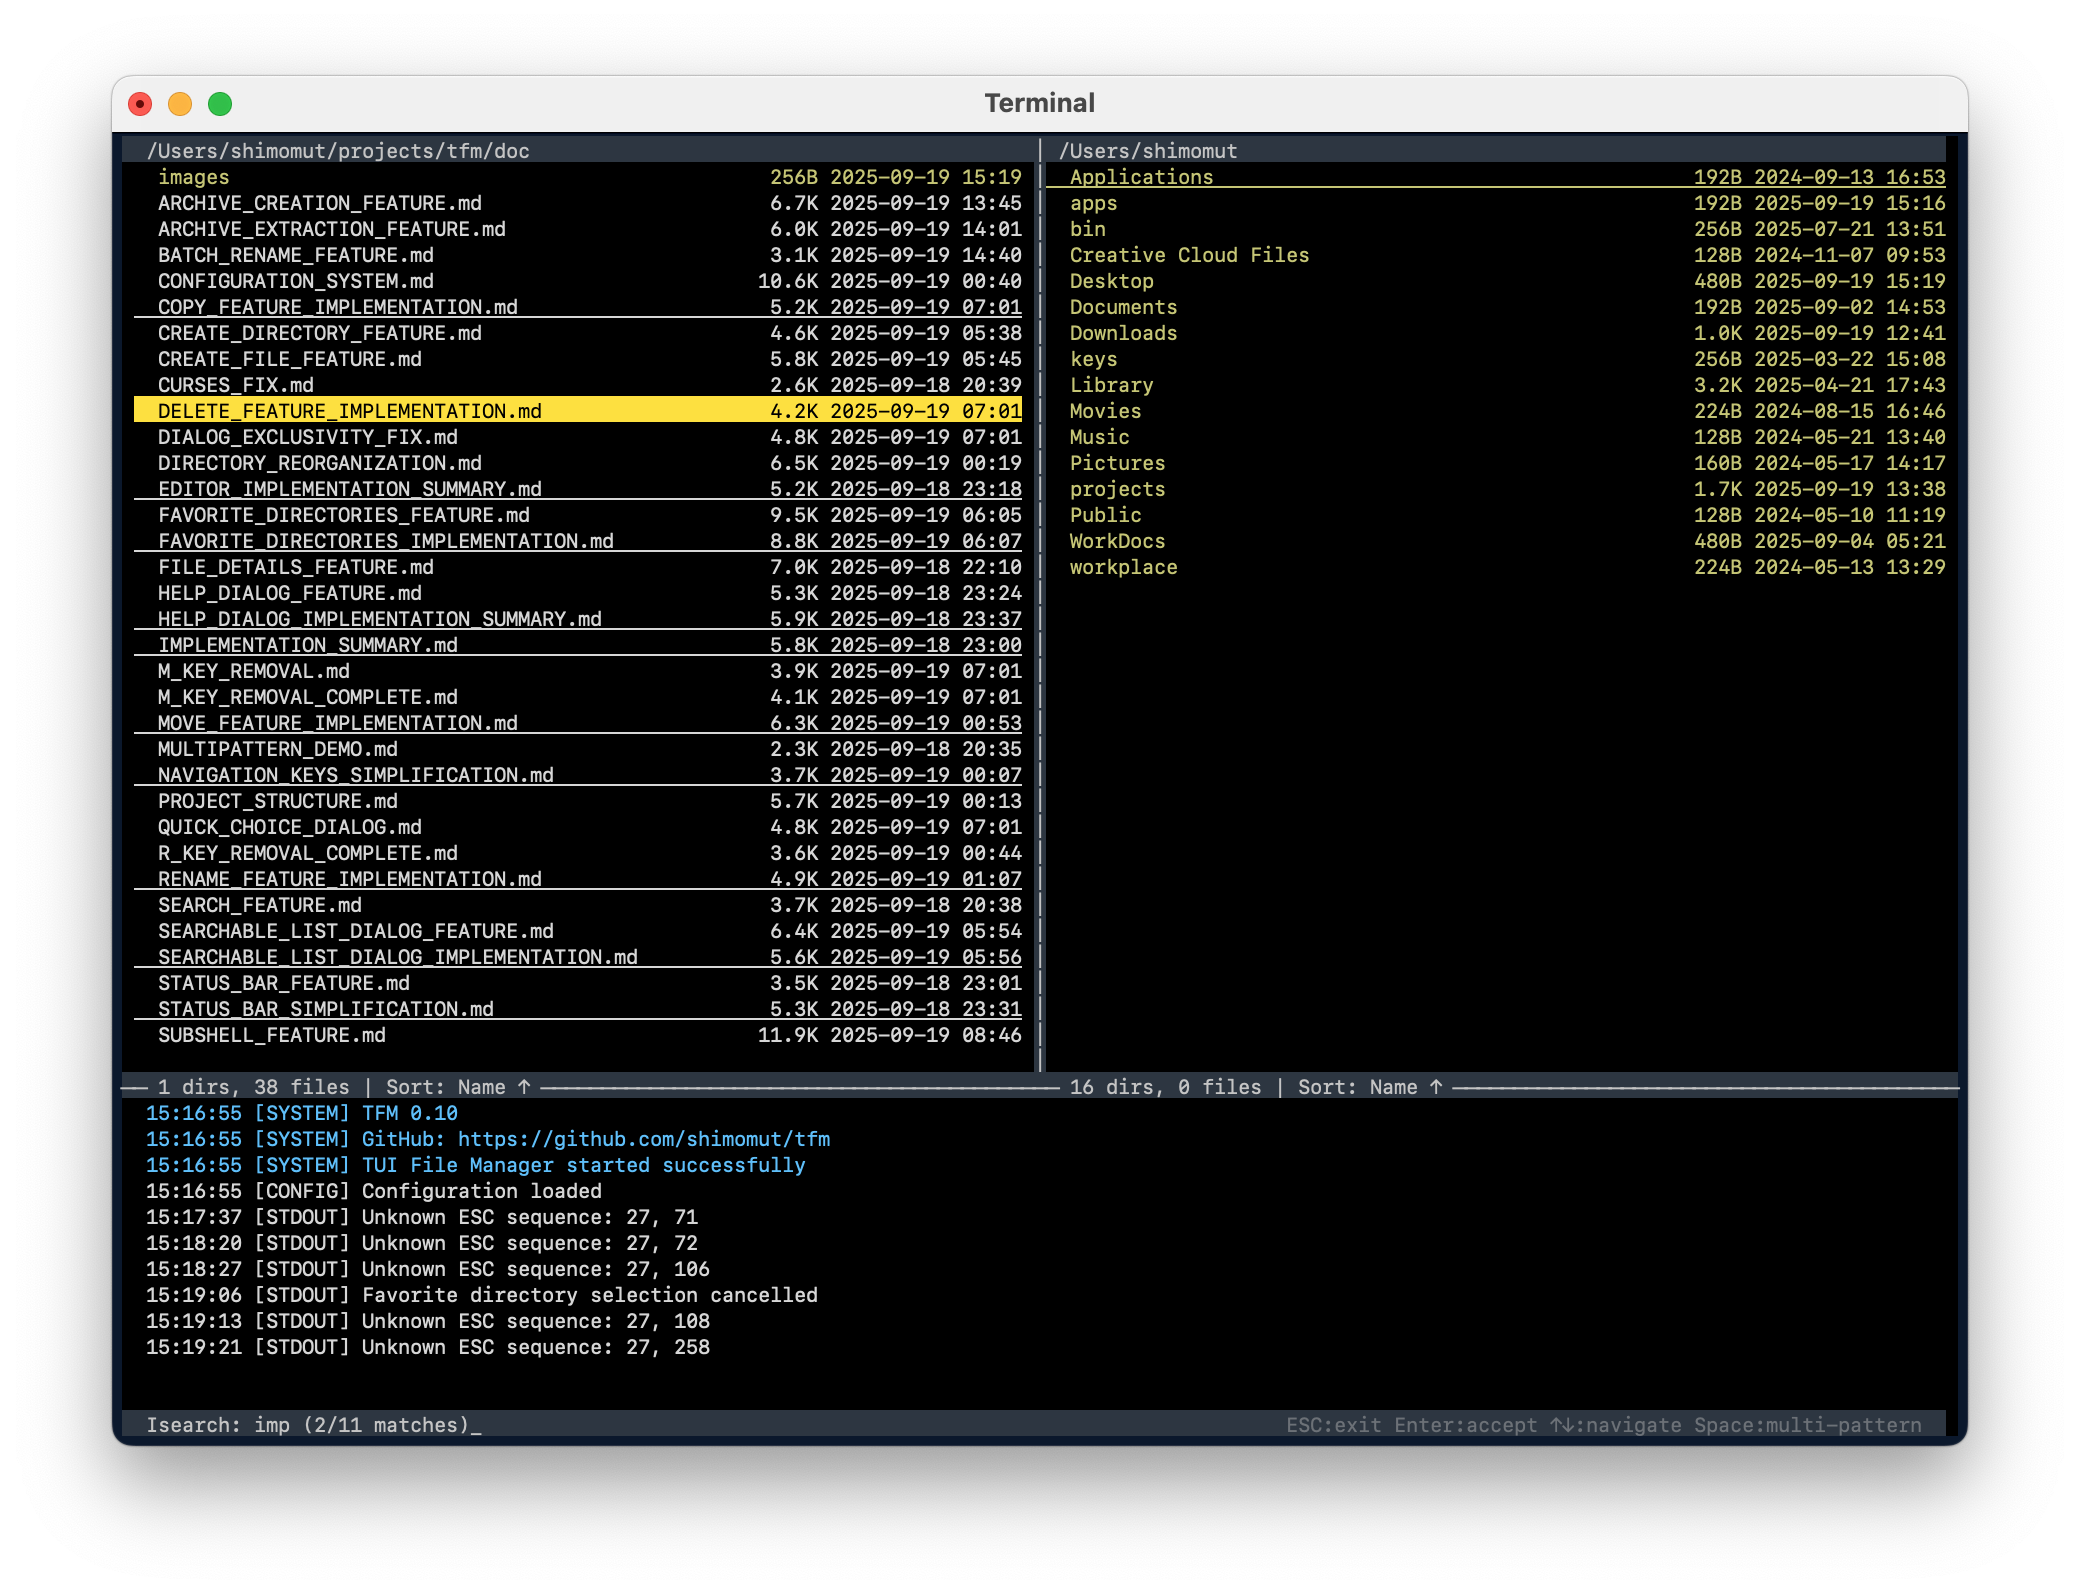 Terminal
/Users/shimomut/projects/tfm/doc
images 256B 2025-09-19 15:19
ARCHIVE_CREATION_FEATURE.md 6.7K 2025-09-19 13:45
ARCHIVE_EXTRACTION_FEATURE.md 6.0K 2025-09-19 14:01
BATCH_RENAME_FEATURE.md 3.1K 2025-09-19 14:40
CONFIGURATION_SYSTEM.md 10.6K 2025-09-19 00:40
COPY_FEATURE_IMPLEMENTATION.md 5.2K 2025-09-19 07:01
CREATE_DIRECTORY_FEATURE.md 4.6K 2025-09-19 05:38
CREATE_FILE_FEATURE.md 5.8K 2025-09-19 05:45
CURSES_FIX.md 2.6K 2025-09-18 20:39
DELETE_FEATURE_IMPLEMENTATION.md 4.2K 2025-09-19 07:01
DIALOG_EXCLUSIVITY_FIX.md 4.8K 2025-09-19 07:01
DIRECTORY_REORGANIZATION.md 6.5K 2025-09-19 00:19
EDITOR_IMPLEMENTATION_SUMMARY.md 5.2K 2025-09-18 23:18
FAVORITE_DIRECTORIES_FEATURE.md 9.5K 2025-09-19 06:05
FAVORITE_DIRECTORIES_IMPLEMENTATION.md 8.8K 2025-09-19 06:07
FILE_DETAILS_FEATURE.md 7.0K 2025-09-18 22:10
HELP_DIALOG_FEATURE.md 5.3K 2025-09-18 23:24
HELP_DIALOG_IMPLEMENTATION_SUMMARY.md 5.9K 2025-09-18 23:37
IMPLEMENTATION_SUMMARY.md 5.8K 2025-09-18 23:00
M_KEY_REMOVAL.md 3.9K 2025-09-19 07:01
M_KEY_REMOVAL_COMPLETE.md 4.1K 2025-09-19 07:01
MOVE_FEATURE_IMPLEMENTATION.md 6.3K 2025-09-19 00:53
MULTIPATTERN_DEMO.md 2.3K 2025-09-18 20:35
NAVIGATION_KEYS_SIMPLIFICATION.md 3.7K 2025-09-19 00:07
PROJECT_STRUCTURE.md 5.7K 2025-09-19 00:13
QUICK_CHOICE_DIALOG.md 4.8K 2025-09-19 07:01
R_KEY_REMOVAL_COMPLETE.md 3.6K 2025-09-19 00:44
RENAME_FEATURE_IMPLEMENTATION.md 4.9K 2025-09-19 01:07
SEARCH_FEATURE.md 3.7K 2025-09-18 20:38
SEARCHABLE_LIST_DIALOG_FEATURE.md 6.4K 2025-09-19 05:54
SEARCHABLE_LIST_DIALOG_IMPLEMENTATION.md 5.6K 2025-09-19 05:56
STATUS_BAR_FEATURE.md 3.5K 2025-09-18 23:01
STATUS_BAR_SIMPLIFICATION.md 5.3K 2025-09-18 23:31
SUBSHELL_FEATURE.md 11.9K 2025-09-19 08:46
1 dirs, 38 files | Sort: Name ↑
/Users/shimomut
Applications 192B 2024-09-13 16:53
apps 192B 2025-09-19 15:16
bin 256B 2025-07-21 13:51
Creative Cloud Files 128B 2024-11-07 09:53
Desktop 480B 2025-09-19 15:19
Documents 192B 2025-09-02 14:53
Downloads 1.0K 2025-09-19 12:41
keys 256B 2025-03-22 15:08
Library 3.2K 2025-04-21 17:43
Movies 224B 2024-08-15 16:46
Music 128B 2024-05-21 13:40
Pictures 160B 2024-05-17 14:17
projects 1.7K 2025-09-19 13:38
Public 128B 2024-05-10 11:19
WorkDocs 480B 2025-09-04 05:21
workplace 224B 2024-05-13 13:29
16 dirs, 0 files | Sort: Name ↑
15:16:55 [SYSTEM] TFM 0.10
15:16:55 [SYSTEM] GitHub: https://github.com/shimomut/tfm
15:16:55 [SYSTEM] TUI File Manager started successfully
15:16:55 [CONFIG] Configuration loaded
15:17:37 [STDOUT] Unknown ESC sequence: 27, 71
15:18:20 [STDOUT] Unknown ESC sequence: 27, 72
15:18:27 [STDOUT] Unknown ESC sequence: 27, 106
15:19:06 [STDOUT] Favorite directory selection cancelled
15:19:13 [STDOUT] Unknown ESC sequence: 27, 108
15:19:21 [STDOUT] Unknown ESC sequence: 27, 258
Isearch: imp (2/11 matches)_ ESC:exit Enter:accept ↑↓:navigate Space:multi-pattern